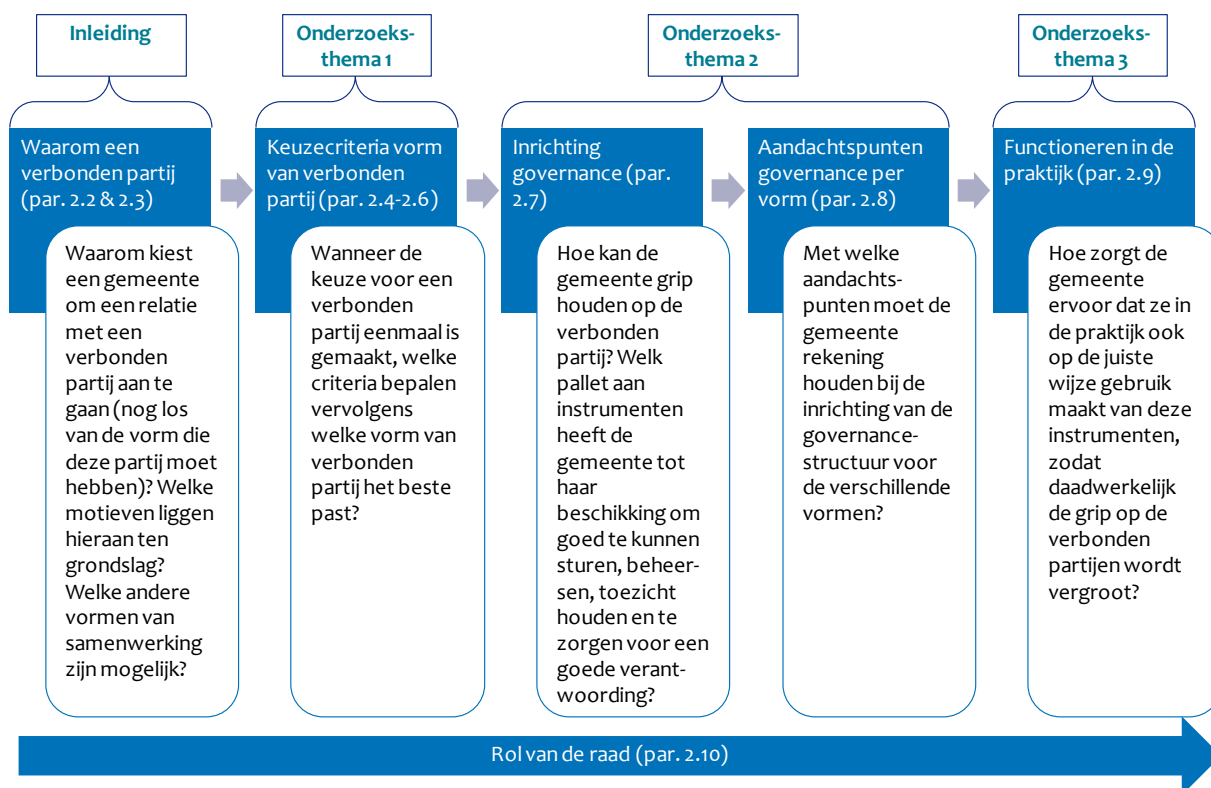 Inleiding
Onderzoeks-
thema 1
Onderzoeks-
thema 2
Onderzoeks-
thema 3
Waarom een
verbonden partij
(par. 2.2 & 2.3)
Waarom kiest
een gemeente
om een relatie
met een
verbonden
partij aan te
gaan (nog los
van de vorm die
deze partij moet
hebben)? Welke
motieven liggen
hieraan ten
grondslag?
Welke andere
vormen van
samenwerking
zijn mogelijk?
Keuzecriteria vorm
van verbonden
partij (par. 2.4-2.6)
Wanneer de
keuze voor een
verbonden
partij eenmaal is
gemaakt, welke
criteria bepalen
vervolgens
welke vorm van
verbonden
partij het beste
past?
Inrichting
governance (par.
2.7)
Hoe kan de
gemeente grip
houden op de
verbonden
partij? Welk
pallet aan
instrumenten
heeft de
gemeente tot
haar
beschikking om
goed te kunnen
sturen, beheer-
sen, toezicht
houden en te
zorgen voor een
goede verant-
woording?
Aandachtspunten
governance per
vorm (par. 2.8)
Met welke
aandachts-
punten moet de
gemeente
rekening
houden bij de
inrichting van de
governance-
structuur voor
de verschillende
vormen?
Functioneren in de
praktijk (par. 2.9)
Hoe zorgt de
gemeente
ervoor dat ze in
de praktijk ook
op de juiste
wijze gebruik
maakt van deze
instrumenten,
zodat
daadwerkelijk
de grip op de
verbonden
partijen wordt
vergroot?
Rol van de raad (par. 2.10)